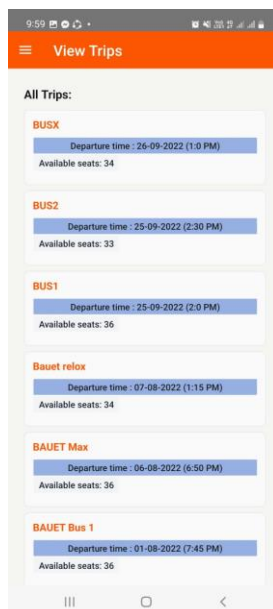 9:59
View Trips
All Trips:
BUSX
Departure time : 26-09-2022 (1:0 PM)
Available seats: 34
BUS2
Departure time : 25-09-2022 (2:30 PM)
Available seats: 33
BUS1
Departure time : 25-09-2022 (2:0 PM)
Available seats: 36
Bauet relox
Departure time : 07-08-2022 (1:15 PM)
Available seats: 34
BAUET Max
Departure time : 06-08-2022 (6:50 PM)
Available seats: 36
BAUET Bus 1
Departure time : 01-08-2022 (7:45 PM)
Available seats: 36